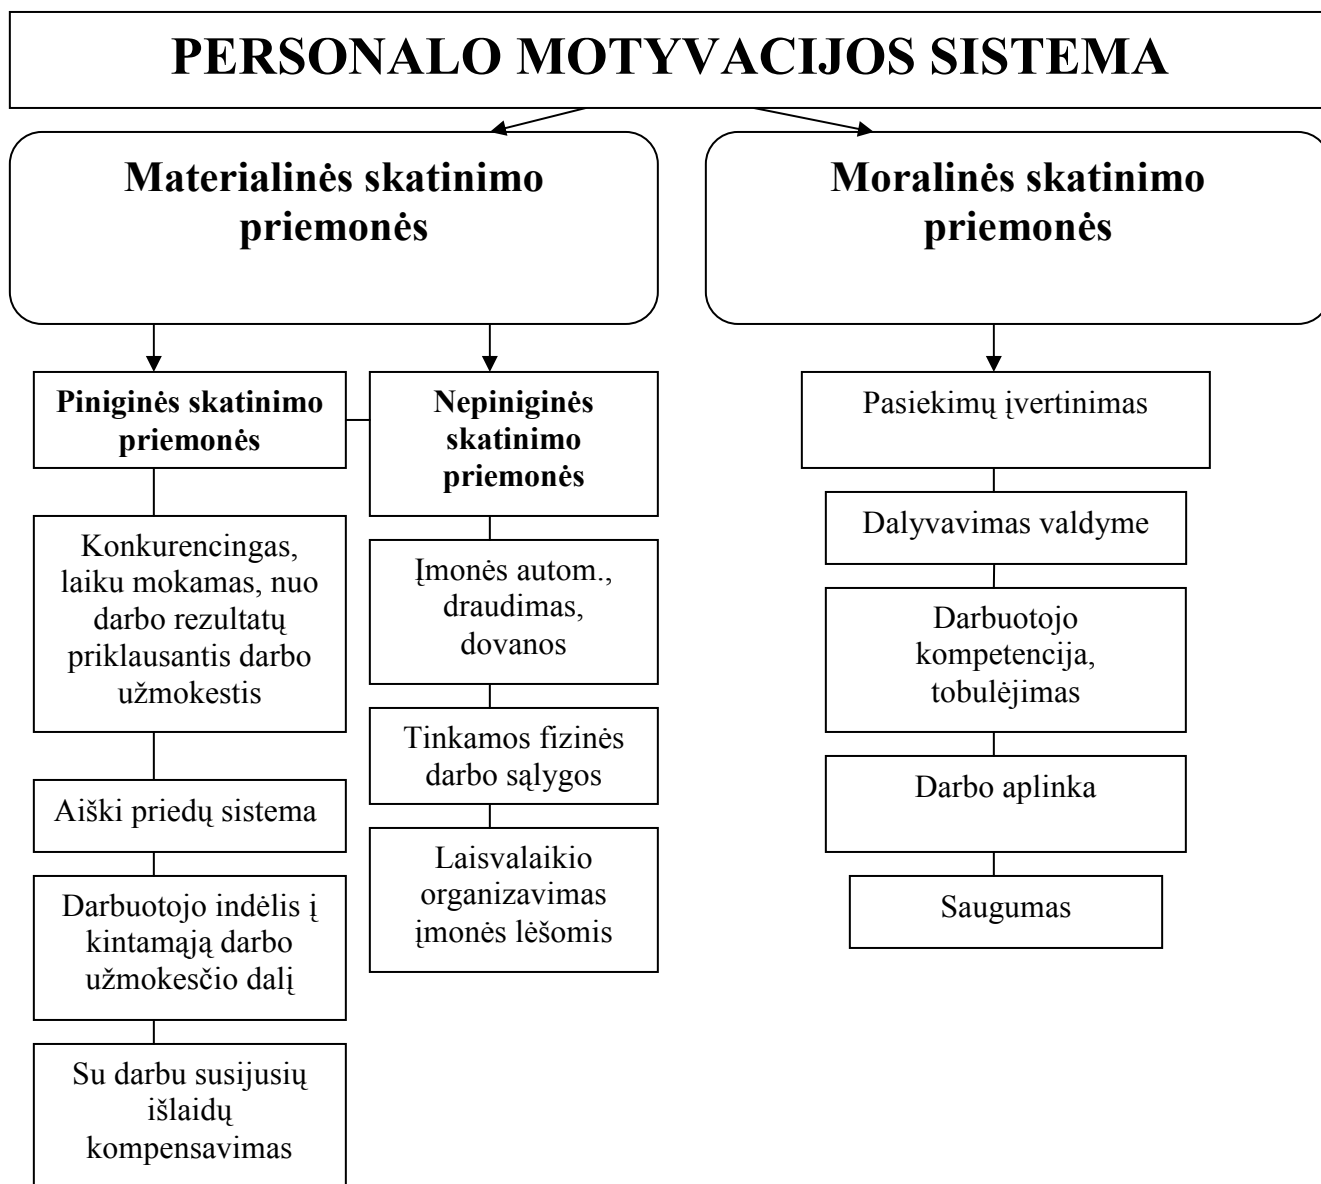 PERSONALO MOTYVACIJOS SISTEMA
Materialinės skatinimo
priemonės
Moralinės skatinimo
priemonės
Piniginės skatinimo
priemonės
Konkurencingas,
laiku mokamas, nuo
darbo rezultatų
priklausantis darbo
užmokestis
Aiški priedų sistema
Darbuotojo indėlis į
kintamąją darbo
užmokesčio dalį
Su darbu susijusių
išlaidų
kompensavimas
Nepiniginės
skatinimo
priemonės
Įmonės autom.,
draudimas,
dovanos
Tinkamos fizinės
darbo sąlygos
Laisvalaikio
organizavimas
įmonės lėšomis
Pasiekimų įvertinimas
Dalyvavimas valdyme
Darbuotojo
kompetencija,
tobulėjimas
Darbo aplinka
Saugumas